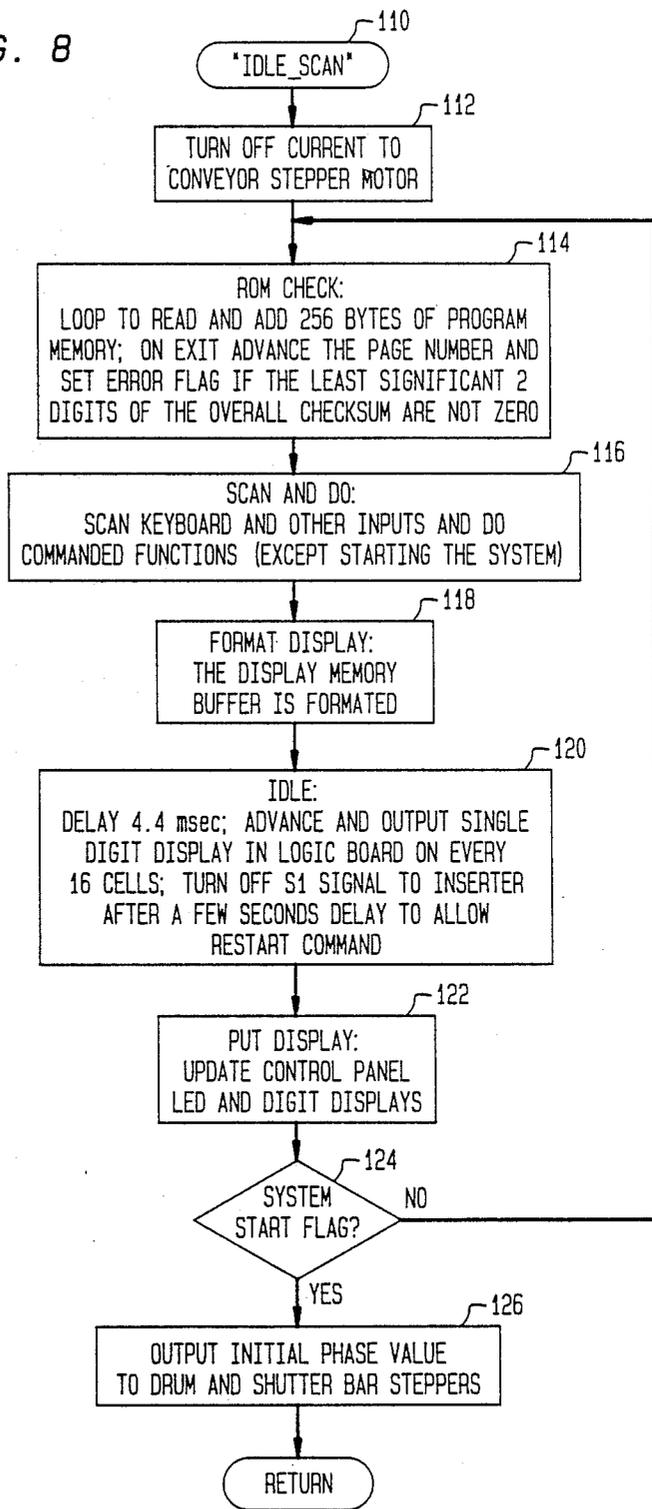 G. 8
110
"IDLE_SCAN"
112
TURN OFF CURRENT TO
CONVEYOR STEPPER MOTOR
114
ROM CHECK:
LOOP TO READ AND ADD 256 BYTES OF PROGRAM
MEMORY; ON EXIT ADVANCE THE PAGE NUMBER AND
SET ERROR FLAG IF THE LEAST SIGNIFICANT 2
DIGITS OF THE OVERALL CHECKSUM ARE NOT ZERO
116
SCAN AND DO:
SCAN KEYBOARD AND OTHER INPUTS AND DO
COMMANDED FUNCTIONS (EXCEPT STARTING THE SYSTEM)
118
FORMAT DISPLAY:
THE DISPLAY MEMORY
BUFFER IS FORMATED
120
IDLE:
DELAY 4.4 msec; ADVANCE AND OUTPUT SINGLE
DIGIT DISPLAY IN LOGIC BOARD ON EVERY
16 CELLS; TURN OFF S1 SIGNAL TO INSERTER
AFTER A FEW SECONDS DELAY TO ALLOW
RESTART COMMAND
122
PUT DISPLAY:
UPDATE CONTROL PANEL
LED AND DIGIT DISPLAYS
124
SYSTEM
START FLAG?
NO
YES
126
OUTPUT INITIAL PHASE VALUE
TO DRUM AND SHUTTER BAR STEPPERS
RETURN